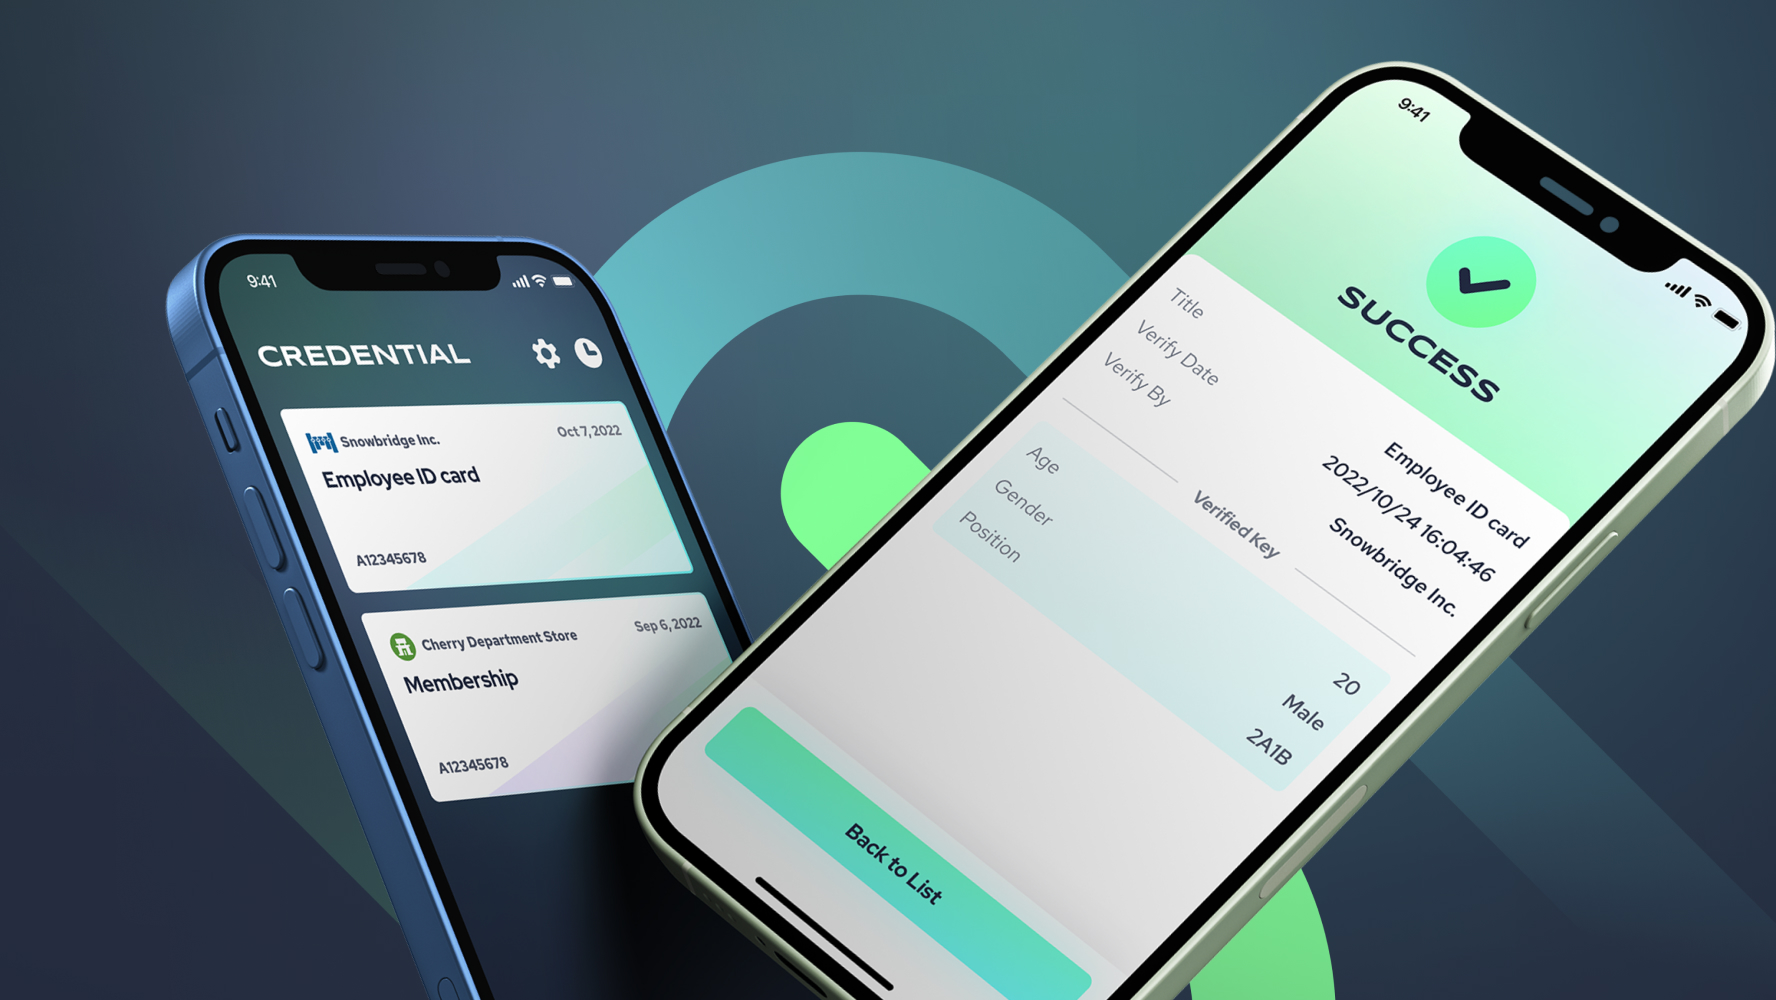 9:41
CREDENTIAL
Snowbridge Inc.
Oct 7, 2022
Employee ID card
A12345678
Cherry Department Store
Sep 6, 2022
Membership
A12345678
9:41
SUCCESS
Title
Employee ID card
Verify Date
2022/10/24 16:04:46
Verify By
Snowbridge Inc.
Verified Key
Age
20
Gender
Male
Position
2A1B
Back to List